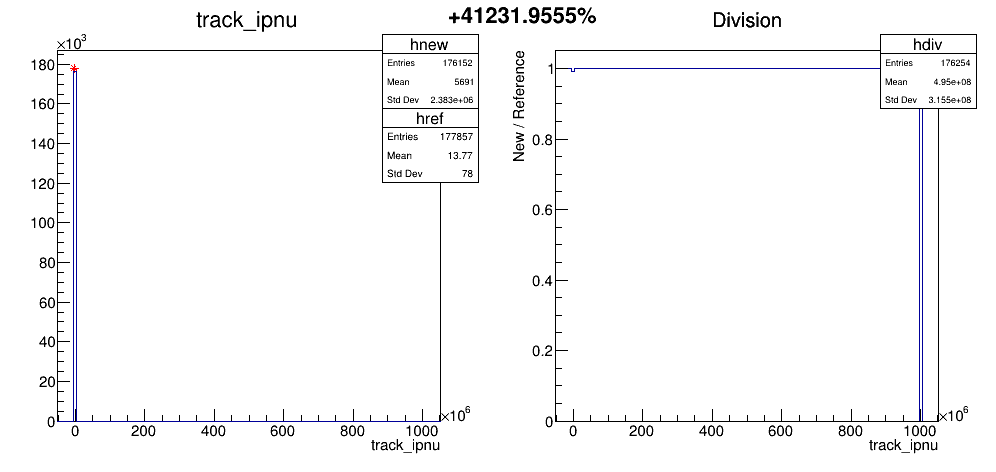 +41231.9555%
track_ipnu
×10³
180
160
140
120
100
80
60
40
20
0
0 200 400 600 800 1000
×10⁶
track_ipnu
hnew
Entries 176152
Mean 5691
Std Dev 2.383e+06
href
Entries 177857
Mean 13.77
Std Dev 78
Division
New / Reference
1
0.8
0.6
0.4
0.2
0
0 200 400 600 800 1000
×10⁶
track_ipnu
hdiv
Entries 176254
Mean 4.95e+08
Std Dev 3.155e+08